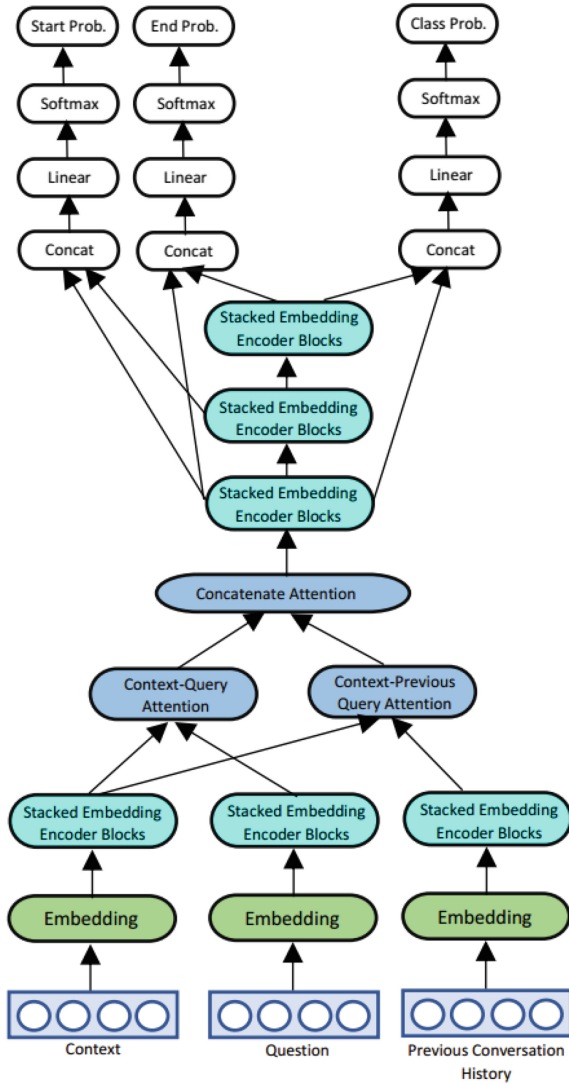 Start Prob.
End Prob.
Class Prob.
Softmax
Softmax
Softmax
Linear
Linear
Linear
Concat
Concat
Concat
Stacked Embedding
Encoder Blocks
Stacked Embedding
Encoder Blocks
Stacked Embedding
Encoder Blocks
Concatenate Attention
Context-Query
Attention
Context-Previous
Query Attention
Stacked Embedding
Encoder Blocks
Stacked Embedding
Encoder Blocks
Stacked Embedding
Encoder Blocks
Embedding
Embedding
Embedding
Context
Question
Previous Conversation
History